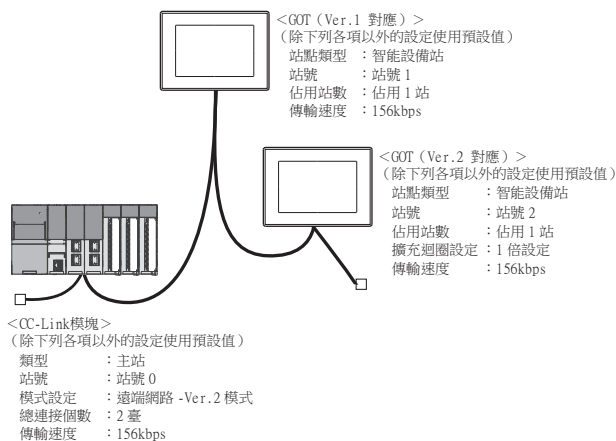 <GOT（Ver.1 對應）>
（除下列各項以外的設定使用預設值）
站點類型 ：智能設備站
站號 ：站號 1
佔用站數 ：佔用 1 站
傳輸速度 ：156kbps
<GOT（Ver.2 對應）>
（除下列各項以外的設定使用預設值）
站點類型 ：智能設備站
站號 ：站號 2
佔用站數 ：佔用 1 站
擴充迴圈設定 ：1 倍設定
傳輸速度 ：156kbps
<CC-Link模塊>
（除下列各項以外的設定使用預設值）
類型 ：主站
站號 ：站號 0
模式設定 ：遠端網路 -Ver.2 模式
總連接個數 ：2 臺
傳輸速度 ：156kbps